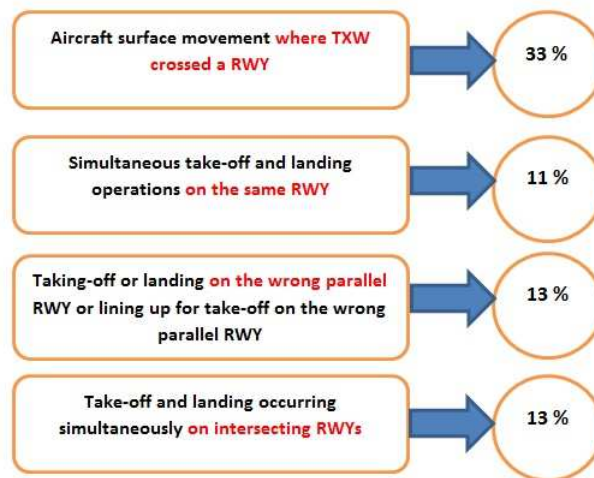 Aircraft surface movement where TXW
crossed a RWY
33 %
Simultaneous take-off and landing
operations on the same RWY
11 %
Taking-off or landing on the wrong parallel
RWY or lining up for take-off on the wrong
parallel RWY
13 %
Take-off and landing occurring
simultaneously on intersecting RWYs
13 %